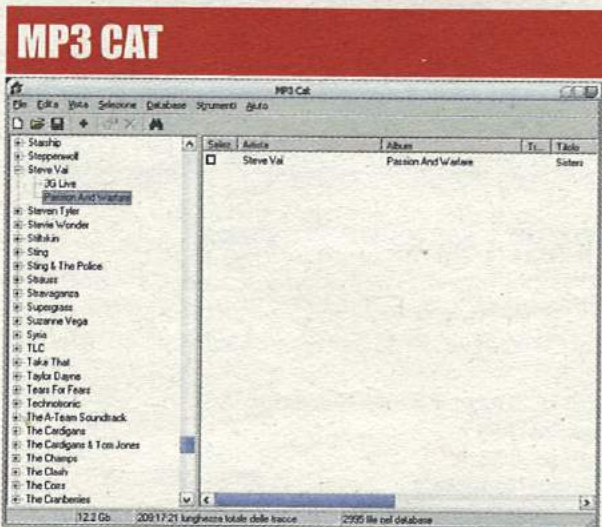 MP3 CAT
MP3 Cat
File Edita Vista Selezione Database Strumenti Aiuto
Selez Artista Album Tr... Titolo
Steve Vai Passion And Warfare Sisters
Starship
Steppenwolf
Steve Vai
3G Live
Passion And Warfare
Steven Tyler
Stevie Wonder
Stiltskin
Sting
Sting & The Police
Strauss
Stravaganza
Supergrass
Suzanne Vega
Syria
TLC
Take That
Taylor Dayne
Tears For Fears
Technotronic
The A-Team Soundtrack
The Cardigans
The Cardigans & Tom Jones
The Champs
The Clash
The Corrs
The Cranberries
12.2 Gb 209:17:21 lunghezza totale delle tracce 2995 file nel database